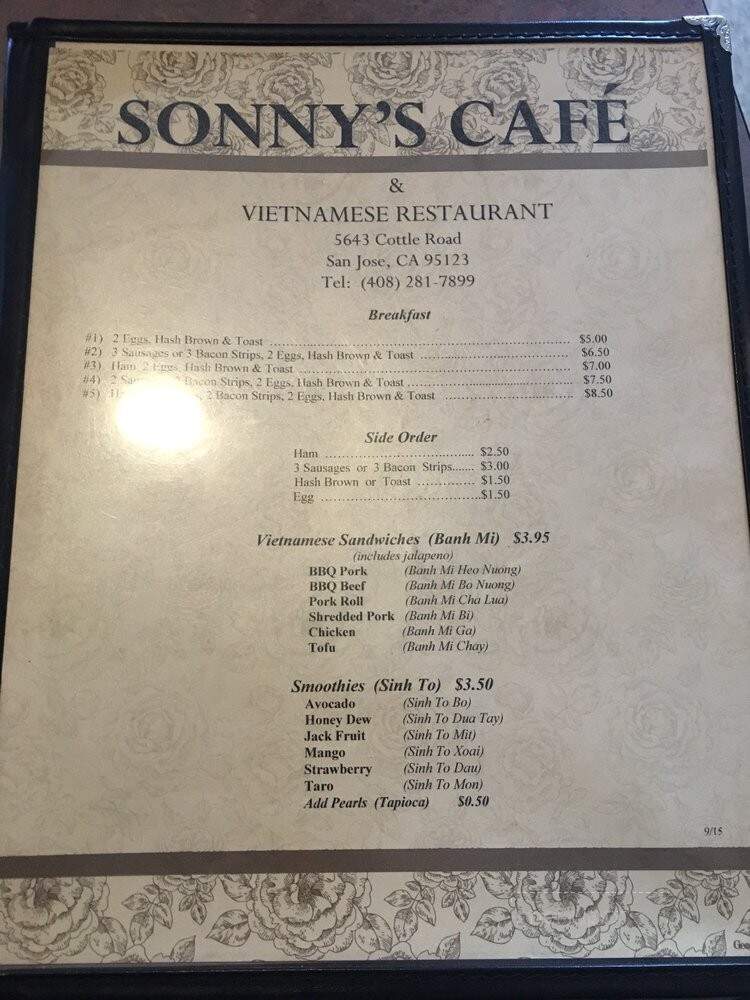 SONNY'S CAFÉ
&
VIETNAMESE RESTAURANT
5643 Cottle Road
San Jose, CA 95123
Tel: (408) 281-7899
Breakfast
#1) 2 Eggs, Hash Brown & Toast $5.00
#2) 3 Sausages or 3 Bacon Strips, 2 Eggs, Hash Brown & Toast $6.50
#3) Ham, 2 Eggs, Hash Brown & Toast $7.00
#4) 2 Bacon Strips, 2 Eggs, Hash Brown & Toast $7.50
#5) 2 Bacon Strips, 2 Eggs, Hash Brown & Toast $8.50
Side Order
Ham $2.50
3 Sausages or 3 Bacon Strips $3.00
Hash Brown or Toast $1.50
Egg $1.50
Vietnamese Sandwiches (Banh Mi) $3.95
(includes jalapeno)
BBQ Pork (Banh Mi Heo Nuong)
BBQ Beef (Banh Mi Bo Nuong)
Pork Roll (Banh Mi Cha Lua)
Shredded Pork (Banh Mi Bi)
Chicken (Banh Mi Ga)
Tofu (Banh Mi Chay)
Smoothies (Sinh To) $3.50
Avocado (Sinh To Bo)
Honey Dew (Sinh To Dua Tay)
Jack Fruit (Sinh To Mit)
Mango (Sinh To Xoai)
Strawberry (Sinh To Dau)
Taro (Sinh To Mon)
Add Pearls (Tapioca) $0.50
9/15